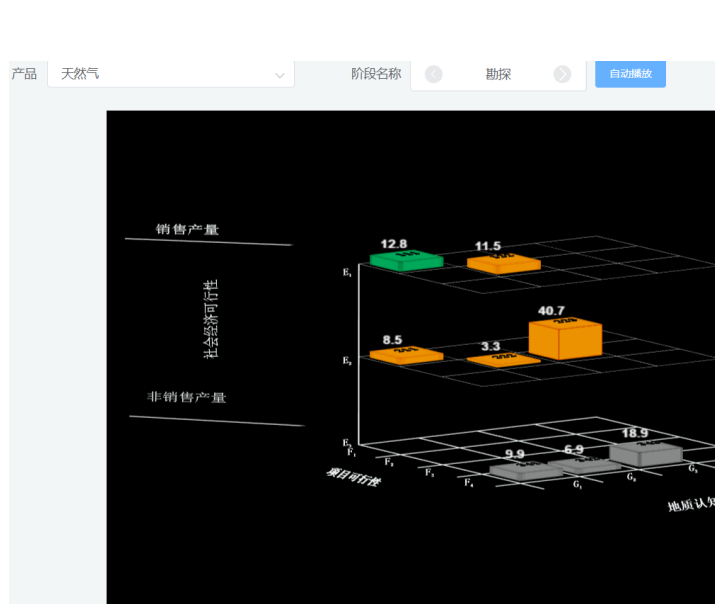 产品 天然气 阶段名称 勘探 自动播放
销售产量
12.8 11.5
E₁
社会经济可行性
40.7
8.5 3.3
E₂
非销售产量
18.9
9.9 6.9
E₃
F₁ F₂ F₃ F₄
G₁ G₂ G₃
项目可行性
地质认知